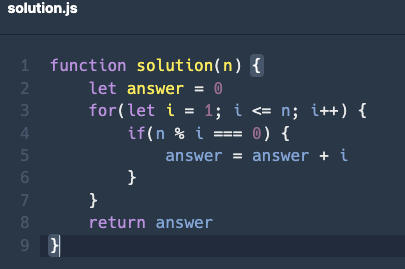 solution.js
1 function solution(n) {
2     let answer = 0
3     for(let i = 1; i <= n; i++) {
4         if(n % i === 0) {
5             answer = answer + i
6         }
7     }
8     return answer
9 }